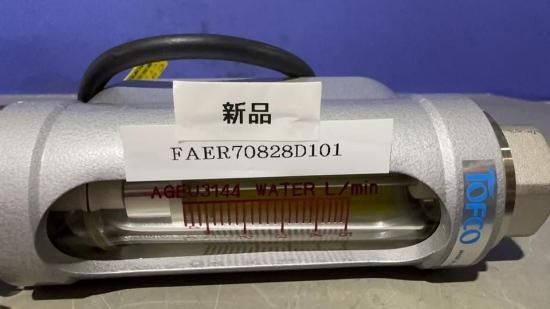 新品
FAER70828D101
AGEU3144 WATER L/min
TOFCO